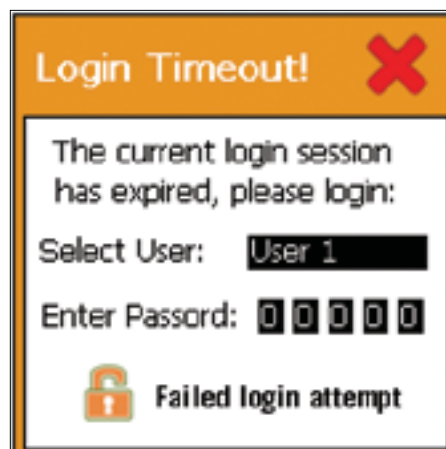 Login Timeout!
The current login session
has expired, please login:
Select User: User 1
Enter Passord: 0 0 0 0 0
Failed login attempt